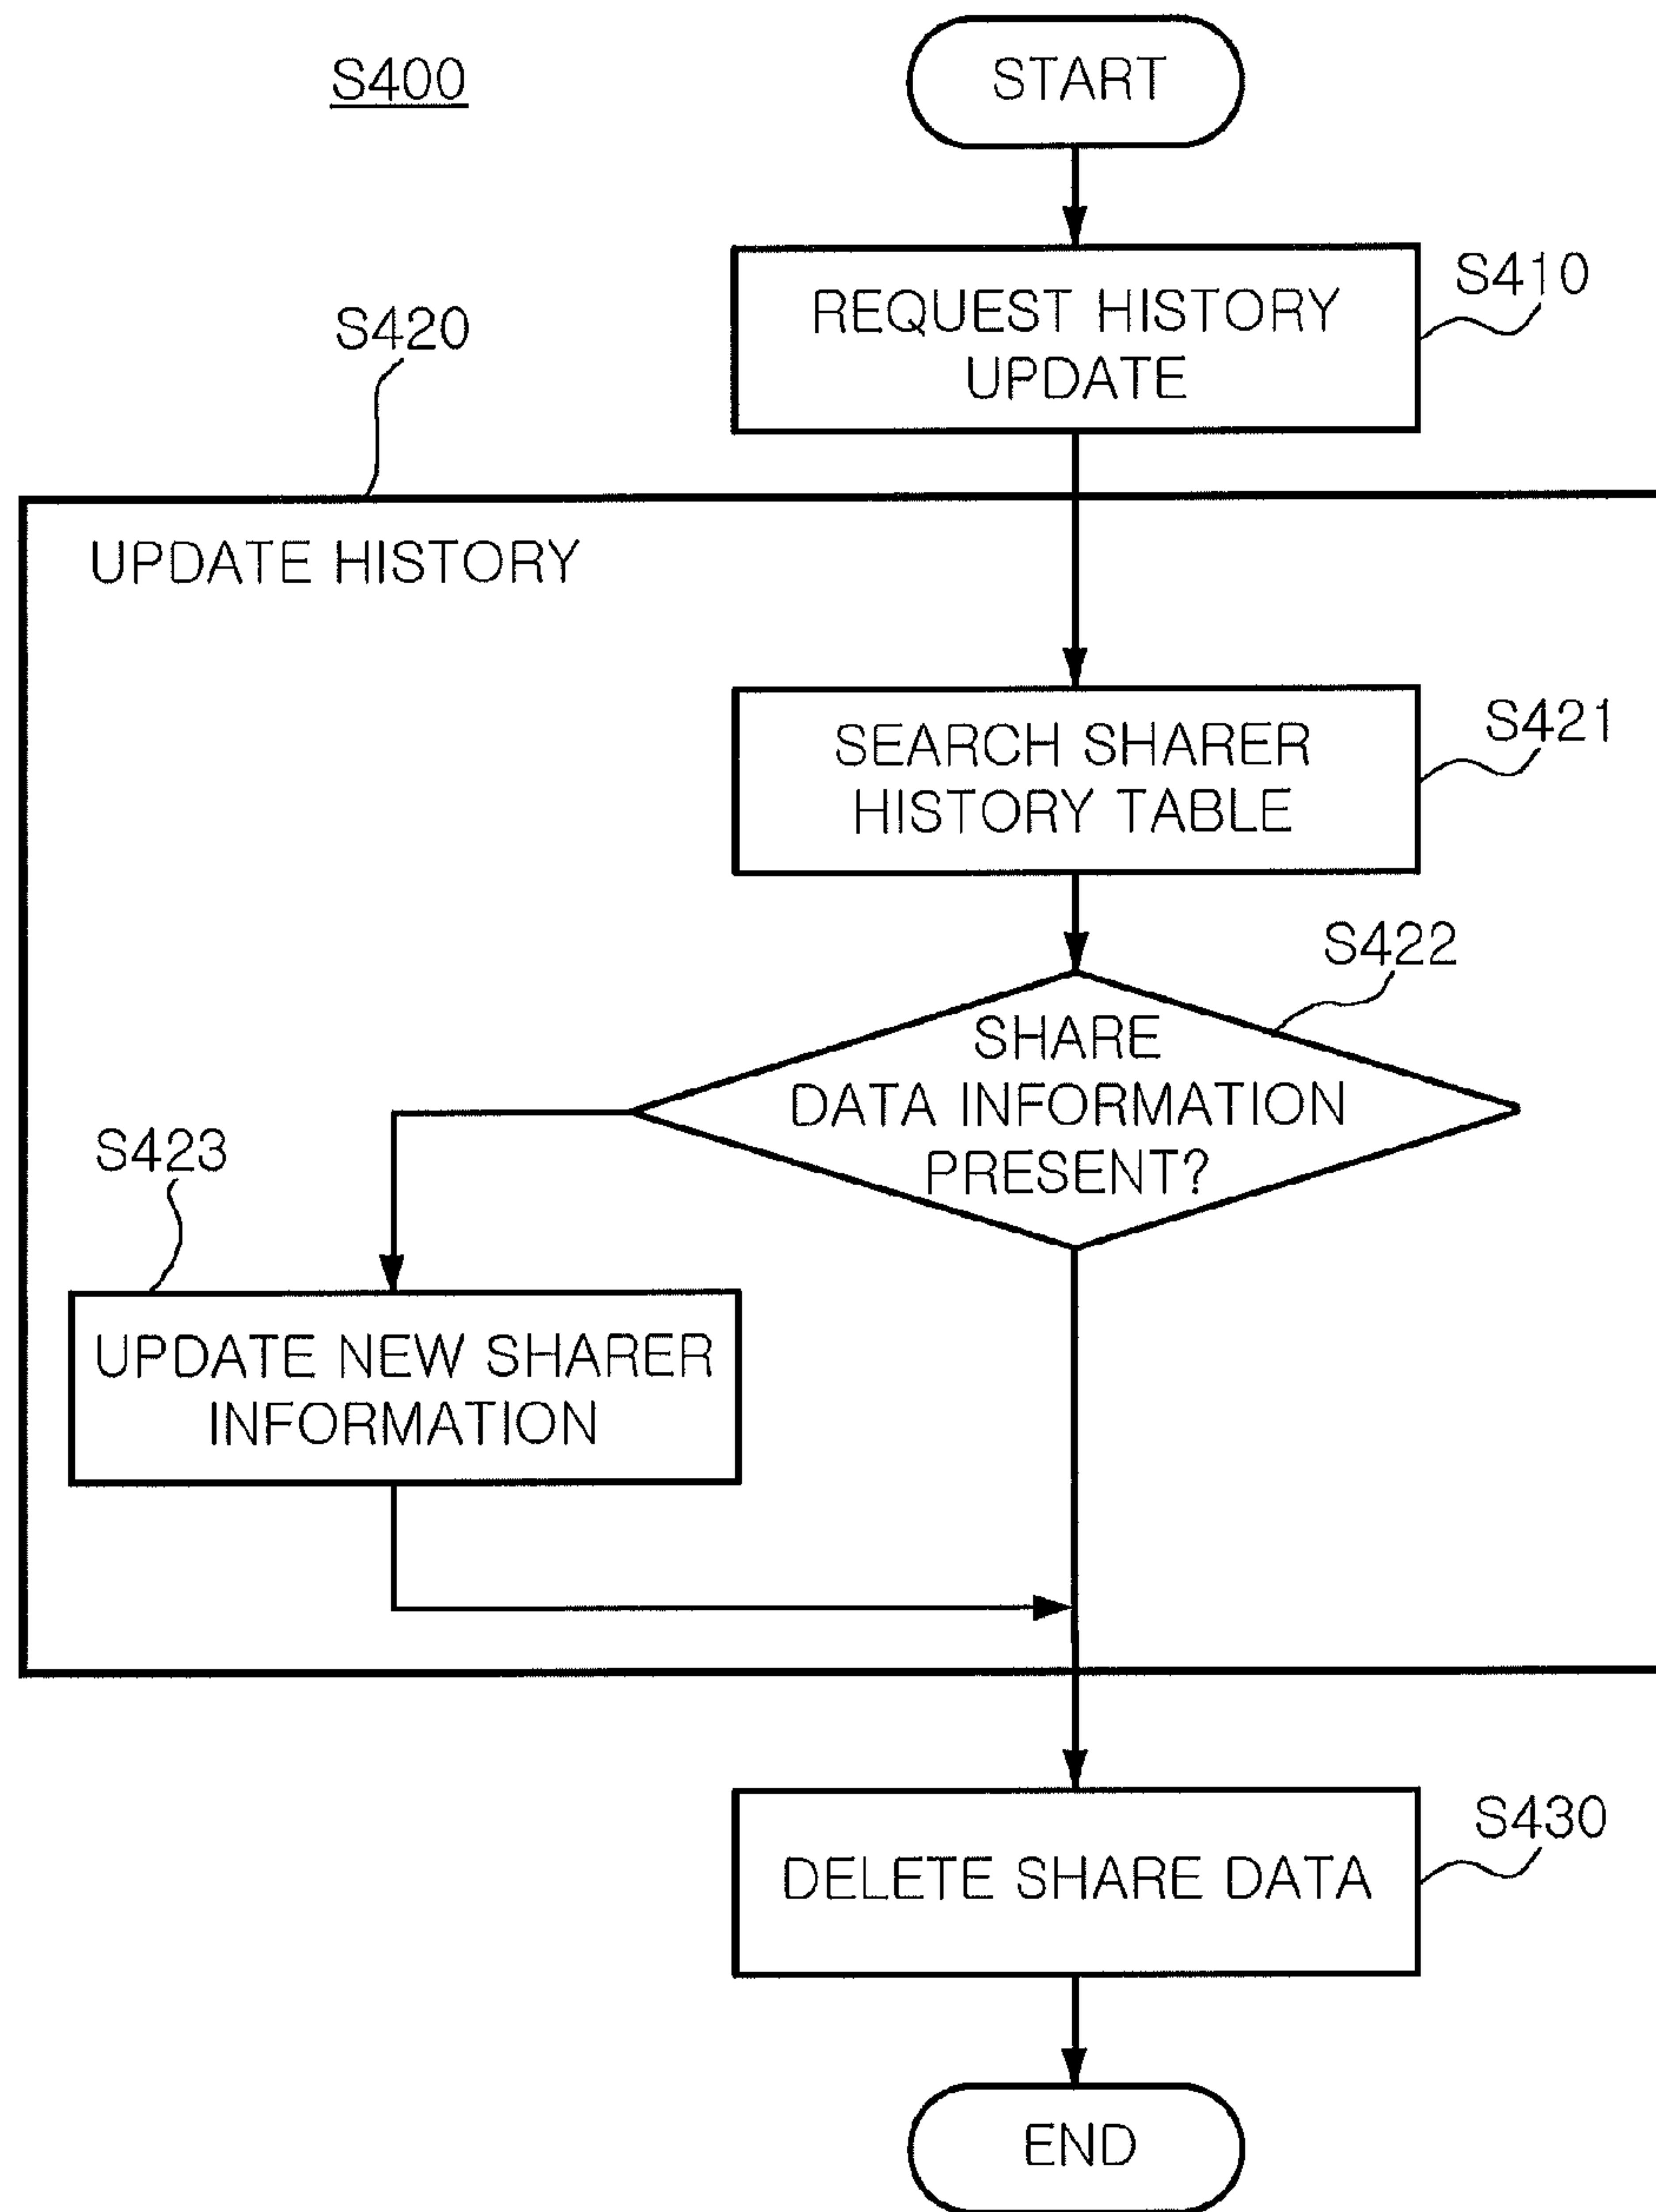 S400
START
REQUEST HISTORY
UPDATE
S410
S420
UPDATE HISTORY
SEARCH SHARER
HISTORY TABLE
S421
S422
SHARE
DATA INFORMATION
PRESENT?
S423
UPDATE NEW SHARER
INFORMATION
DELETE SHARE DATA
S430
END